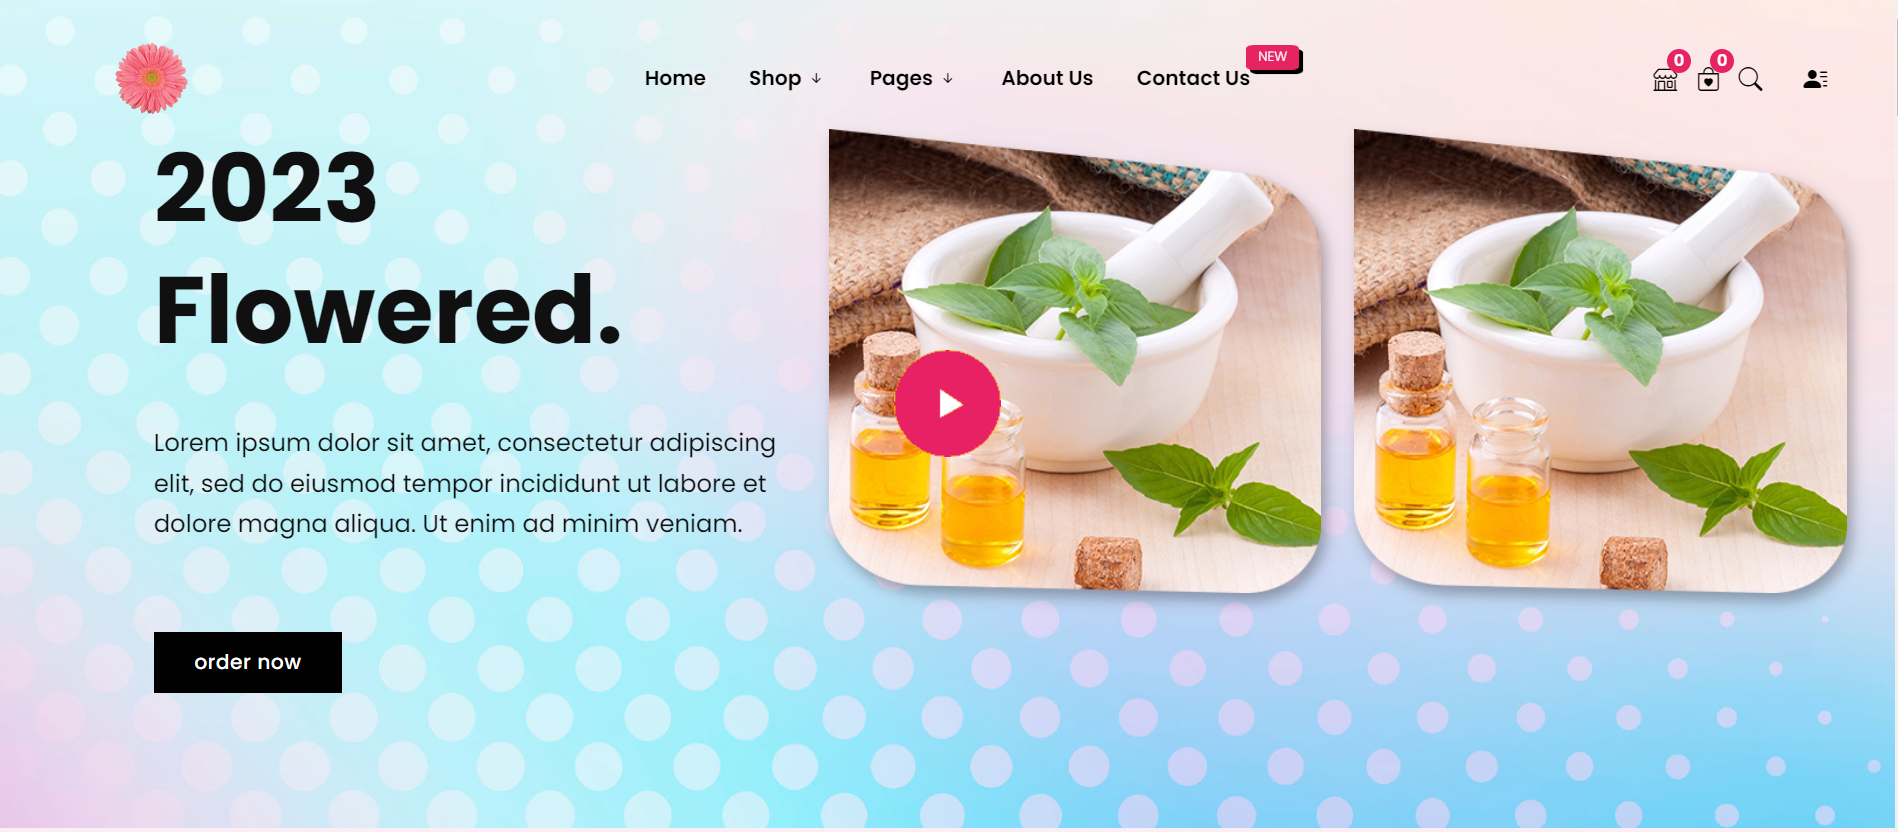 Home
Shop
Pages
About Us
Contact Us
NEW
0
0
2023
Flowered.
Lorem ipsum dolor sit amet, consectetur adipiscing
elit, sed do eiusmod tempor incididunt ut labore et
dolore magna aliqua. Ut enim ad minim veniam.
order now